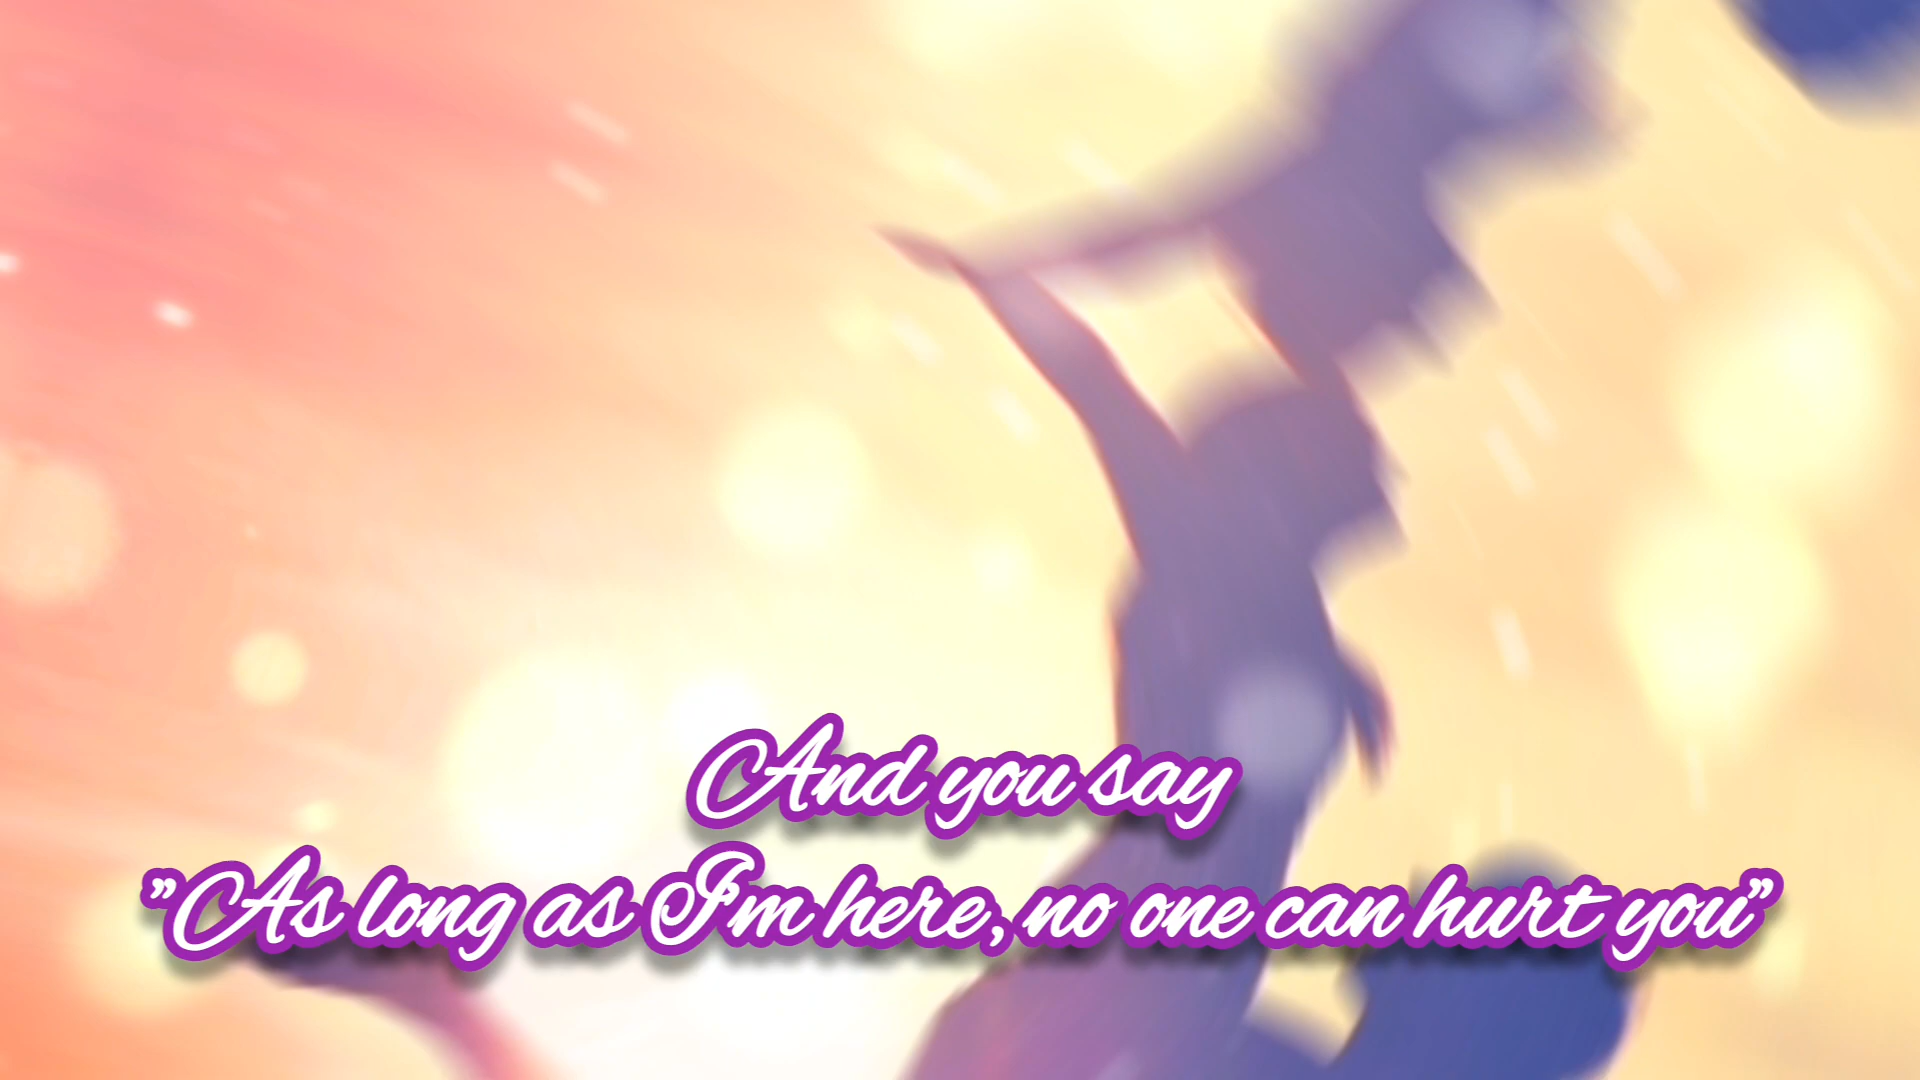 And you say
”As long as I'm here, no one can hurt you”